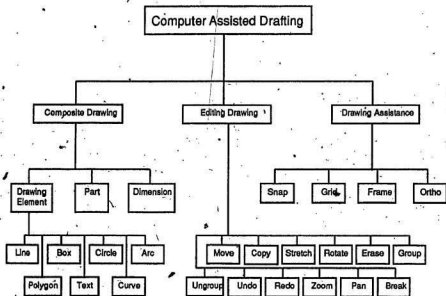 Computer Assisted Drafting
Composite Drawing
Editing Drawing
Drawing Assistance
Drawing
Element
Part
Dimension
Snap
Grid
Frame
Ortho
Line
Box
Circle
Arc
Polygon
Text
Curve
Move
Copy
Stretch
Rotate
Erase
Group
Ungroup
Undo
Redo
Zoom
Pan
Break